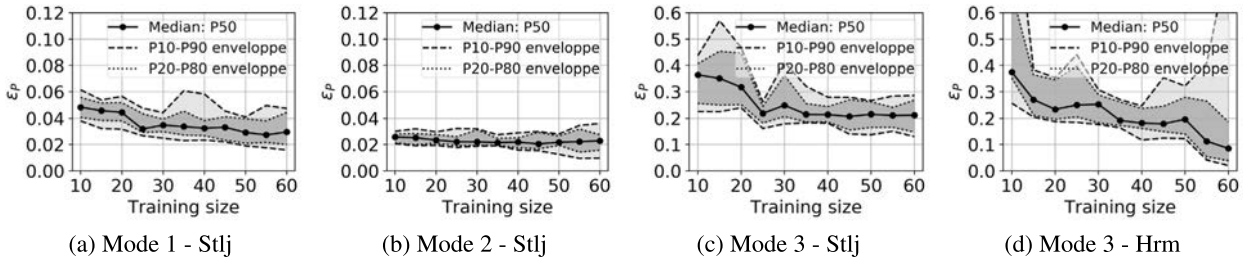 0.12
0.10
0.08
0.06
0.04
0.02
0.00
εP
10 20 30 40 50 60
Training size
Median: P50
P10-P90 enveloppe
P20-P80 enveloppe
(a) Mode 1 - Stlj
0.12
0.10
0.08
0.06
0.04
0.02
0.00
εP
10 20 30 40 50 60
Training size
Median: P50
P10-P90 enveloppe
P20-P80 enveloppe
(b) Mode 2 - Stlj
0.6
0.5
0.4
0.3
0.2
0.1
0.0
εP
10 20 30 40 50 60
Training size
Median: P50
P10-P90 enveloppe
P20-P80 enveloppe
(c) Mode 3 - Stlj
0.6
0.5
0.4
0.3
0.2
0.1
0.0
εP
10 20 30 40 50 60
Training size
Median: P50
P10-P90 enveloppe
P20-P80 enveloppe
(d) Mode 3 - Hrm